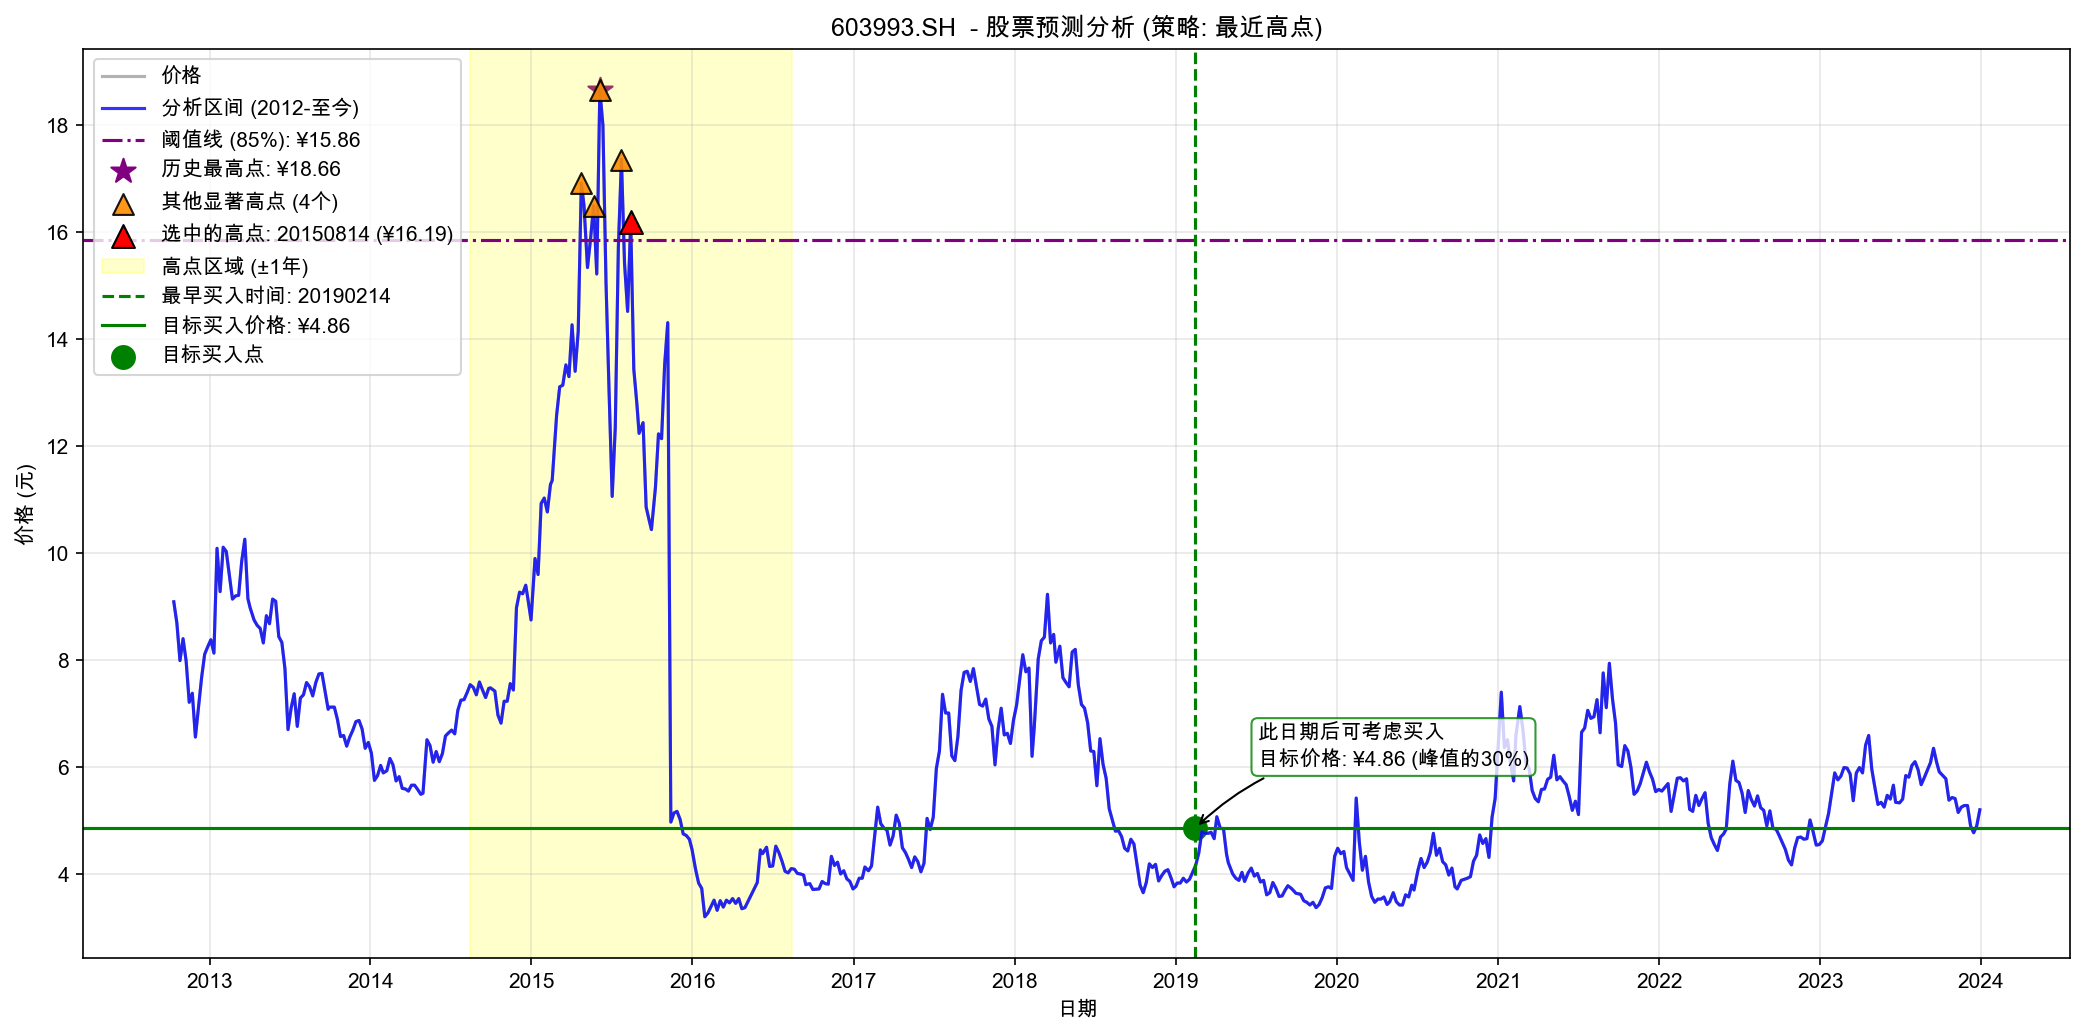 603993.SH - 股票预测分析 (策略: 最近高点)
价格
分析区间 (2012-至今)
阈值线 (85%): ¥15.86
历史最高点: ¥18.66
其他显著高点 (4个)
选中的高点: 20150814 (¥16.19)
高点区域 (±1年)
最早买入时间: 20190214
目标买入价格: ¥4.86
目标买入点
价格 (元)
18
16
14
12
10
8
6
4
此日期后可考虑买入
目标价格: ¥4.86 (峰值的30%)
2013 2014 2015 2016 2017 2018 2019 2020 2021 2022 2023 2024
日期